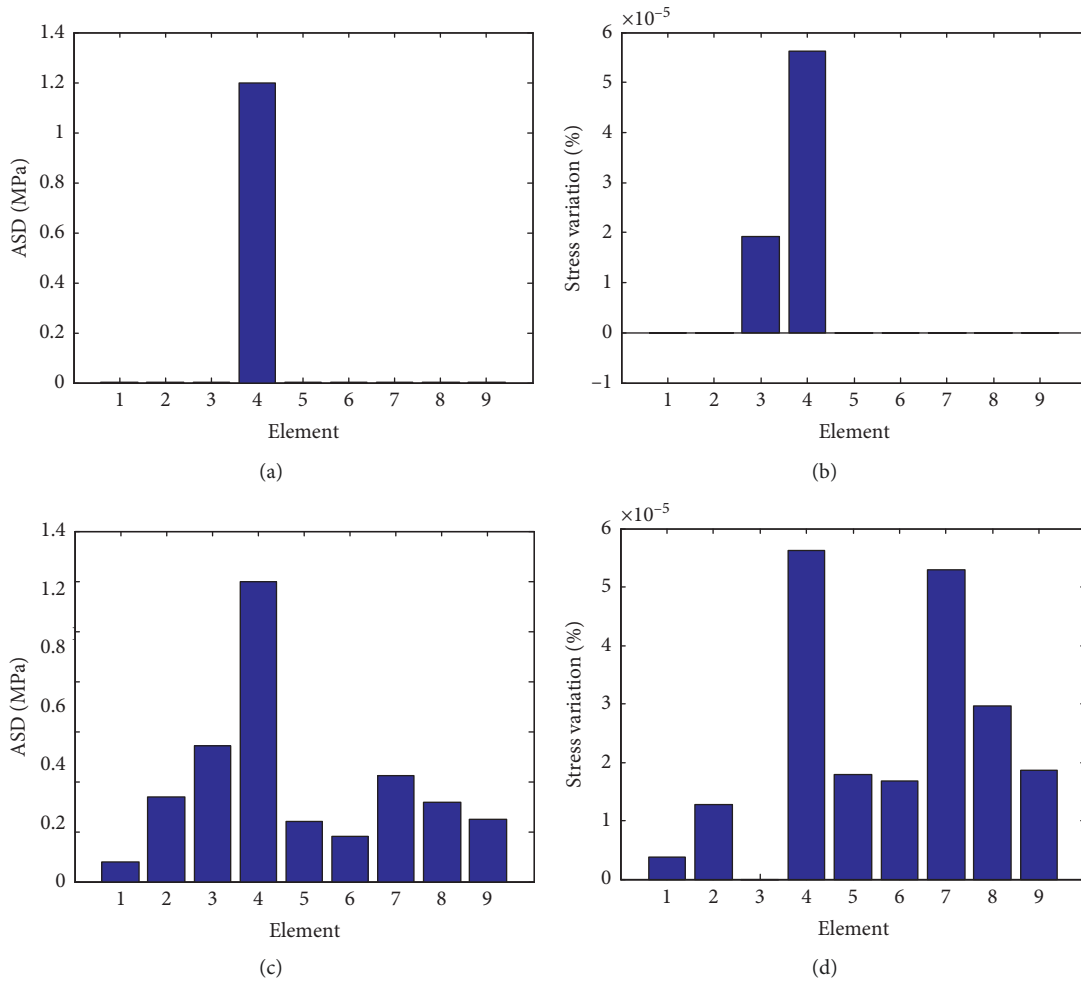 1.4
1.2
1
0.8
0.6
0.4
0.2
0
ASD (MPa)
1 2 3 4 5 6 7 8 9
Element
(a)
×10–5
6
5
4
3
2
1
0
–1
Stress variation (%)
1 2 3 4 5 6 7 8 9
Element
(b)
1.4
1.2
0.8
0.6
0.4
0.2
0
ASD (MPa)
1 2 3 4 5 6 7 8 9
Element
(c)
×10–5
6
5
4
3
2
1
0
Stress variation (%)
1 2 3 4 5 6 7 8 9
Element
(d)